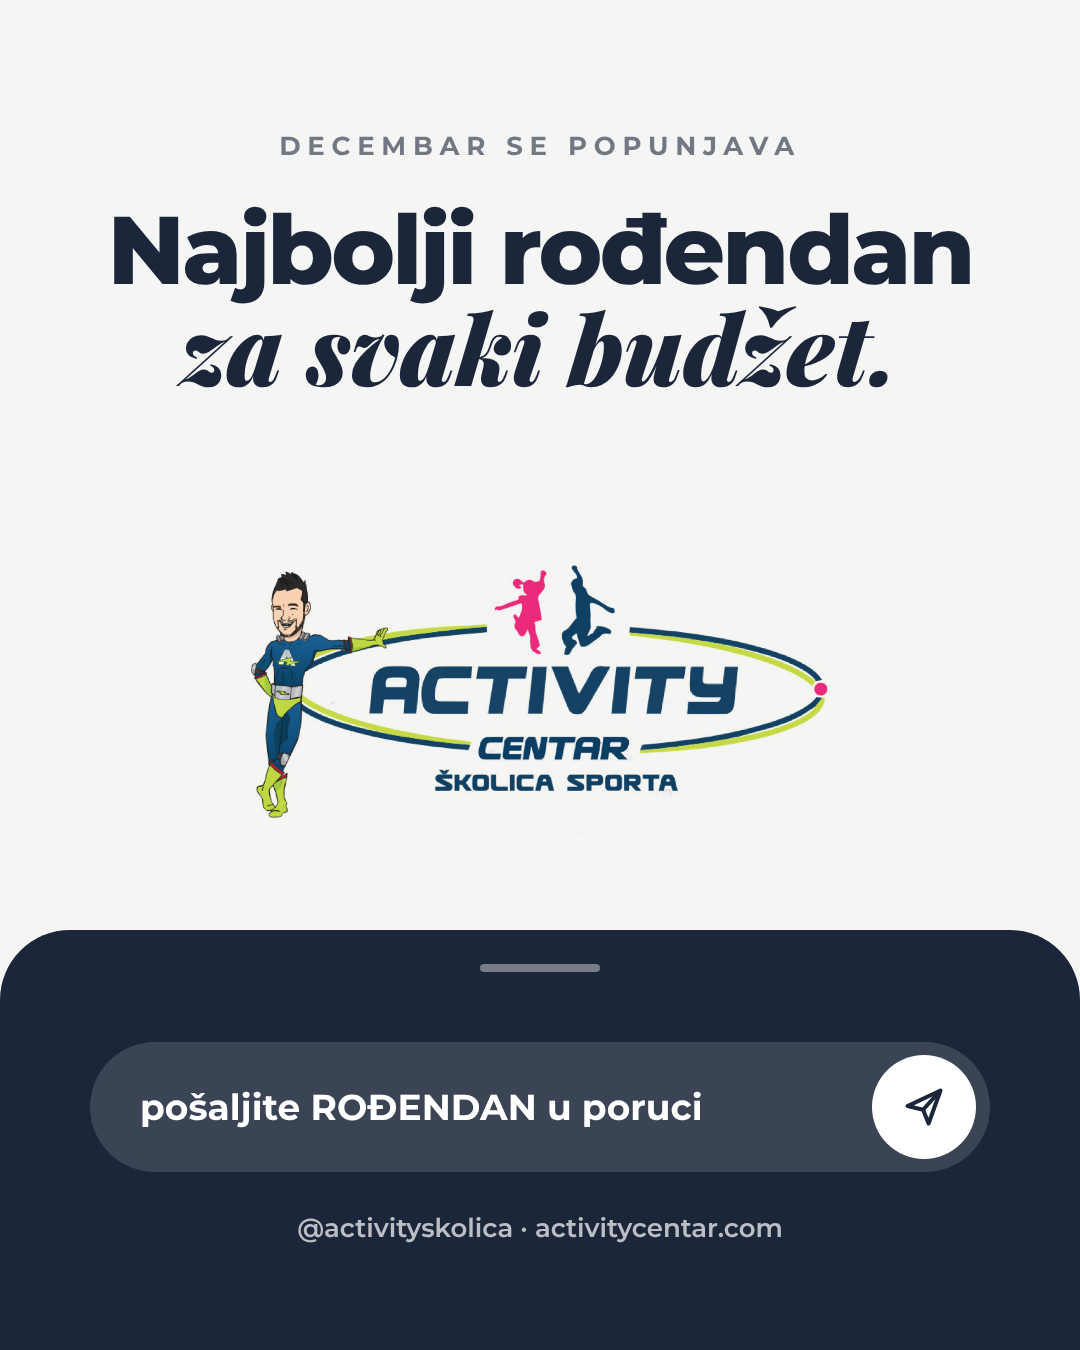 DECEMBAR SE POPUNJAVA
Najbolji rođendan
za svaki budžet.
ACTIVITY
CENTAR
ŠKOLICA SPORTA
pošaljite ROĐENDAN u poruci
@activityskolica · activitycentar.com